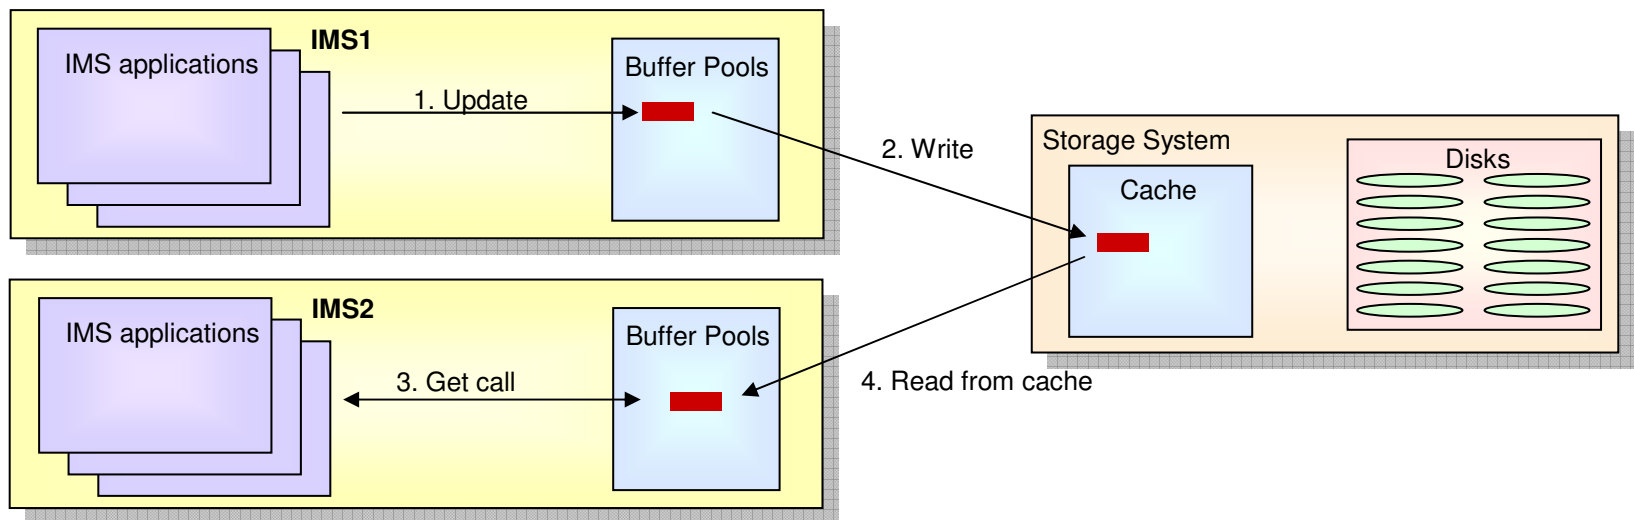 IMS1
IMS applications
Buffer Pools
1. Update
2. Write
Storage System
Disks
Cache
IMS2
IMS applications
Buffer Pools
3. Get call
4. Read from cache